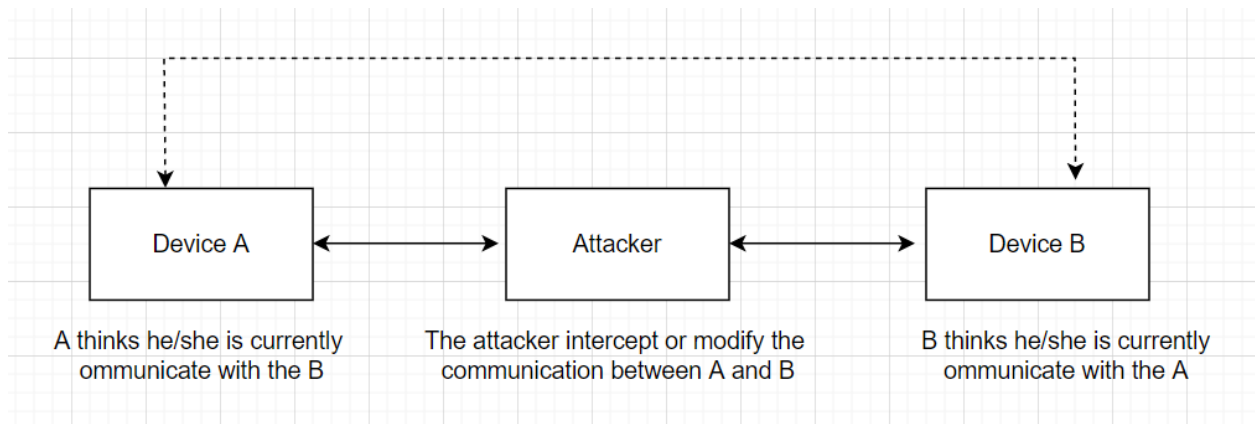 Device A
Attacker
Device B
A thinks he/she is currently
ommunicate with the B
The attacker intercept or modify the
communication between A and B
B thinks he/she is currently
ommunicate with the A